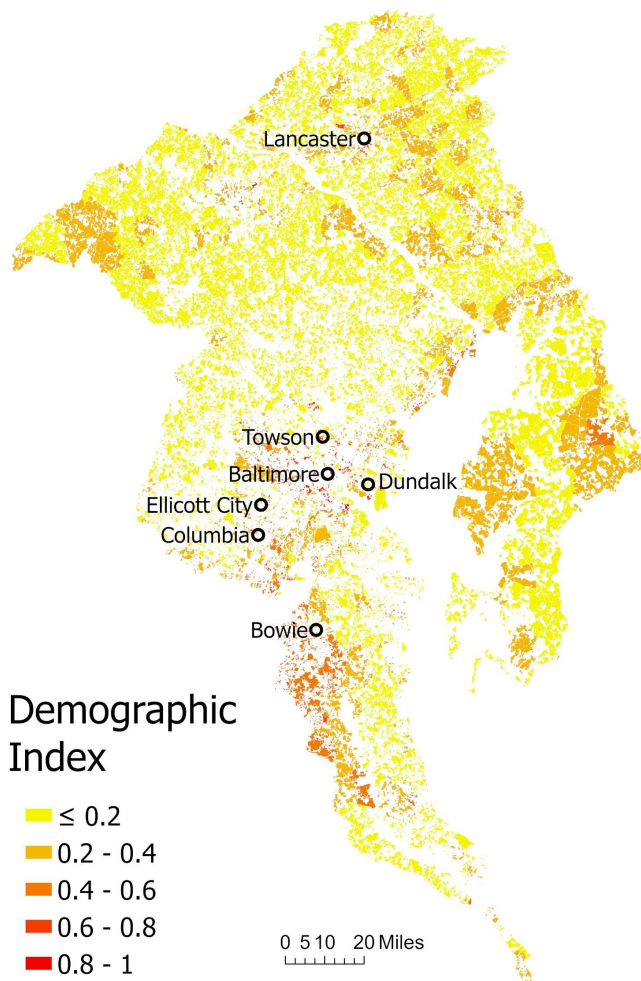 Lancaster
Towson
Baltimore
Dundalk
Ellicott City
Columbia
Bowie
Demographic
Index
≤ 0.2
0.2 - 0.4
0.4 - 0.6
0.6 - 0.8
0.8 - 1
0 5 10 20 Miles